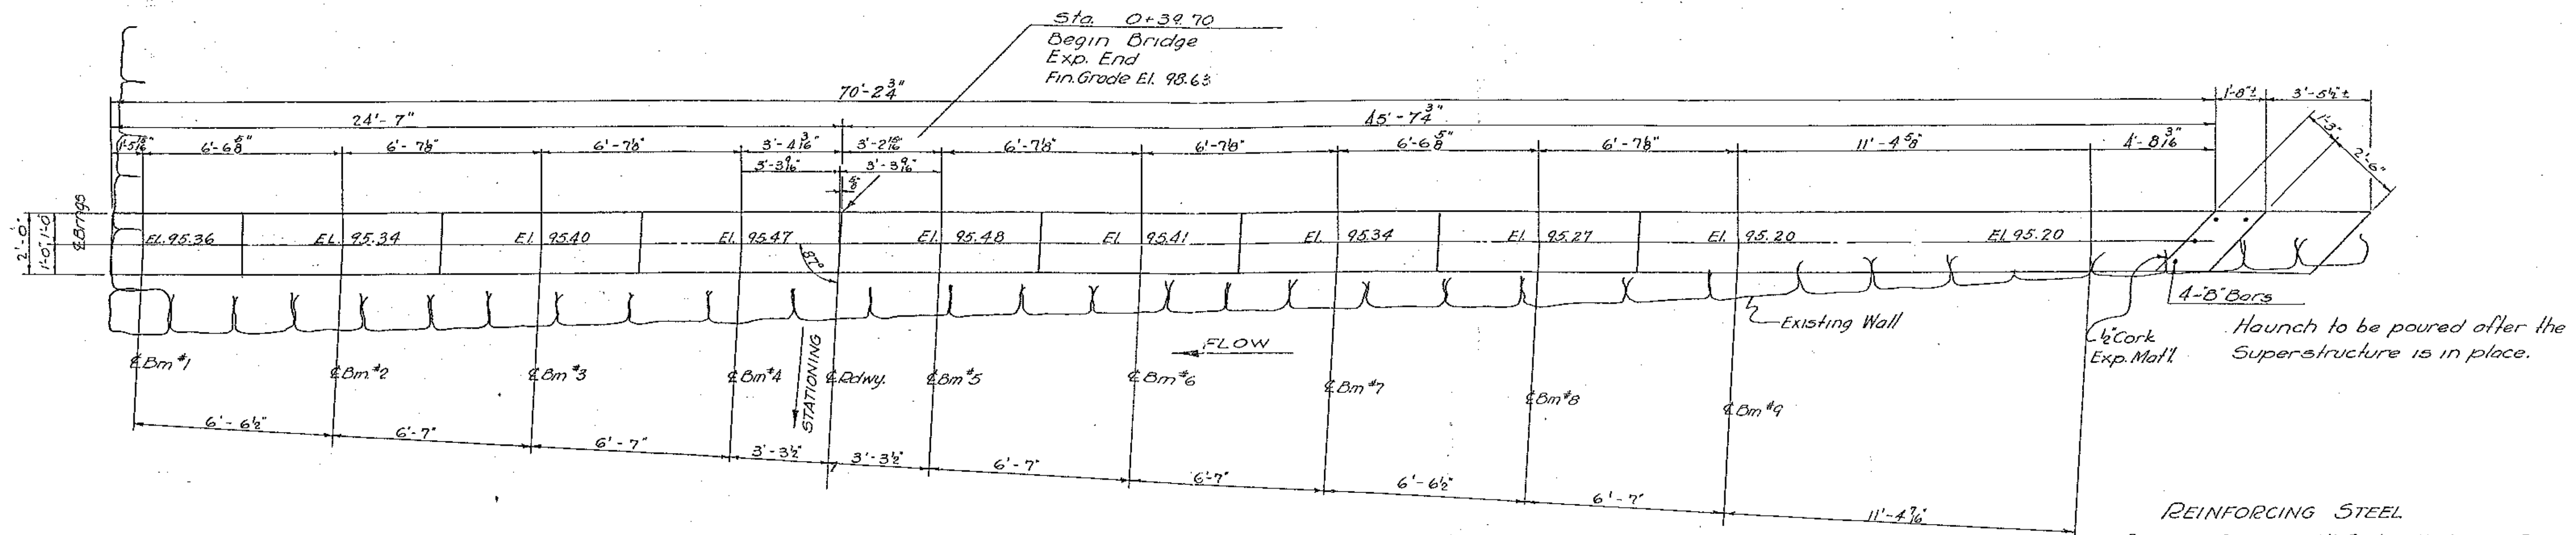 Sta. 0+39.70
Begin Bridge
Exp. End
Fin. Grade El. 98.63
70'-2 3/4"
1'-8"± 3'-5 1/2"±
24'-7" 45'-7 3/4"
6'-6 5/8" 6'-7 1/8" 6'-7 1/8" 3'-4 3/16" 6'-7 1/8" 6'-7 1/8" 6'-6 5/8" 6'-7 1/8" 11'-4 5/8" 4'-8 3/16"
3'-3 9/16" 3'-3 9/16"
5/8"
1'-3"
2'-6"
2'-0" 1'-0" 1'-0" ℄ Brngs
El. 95.36 El. 95.34 El. 95.40 El. 95.47 El. 95.48 El. 95.41 El. 95.34 El. 95.27 El. 95.20 El. 95.20
87°
4-"B" Bars
Existing Wall
1/2" Cork
Exp. Mat'l.
Haunch to be poured after the
Superstructure is in place.
FLOW
STATIONING
℄ Bm #1 ℄ Bm #2 ℄ Bm #3 ℄ Bm #4 ℄ Rdwy. ℄ Bm #5 ℄ Bm #6 ℄ Bm #7 ℄ Bm #8 ℄ Bm #9
6'-6 1/2" 6'-7" 6'-7" 3'-3 1/2" 3'-3 1/2" 6'-7" 6'-7" 6'-6 1/2" 6'-7" 11'-4 7/16"
REINFORCING STEEL